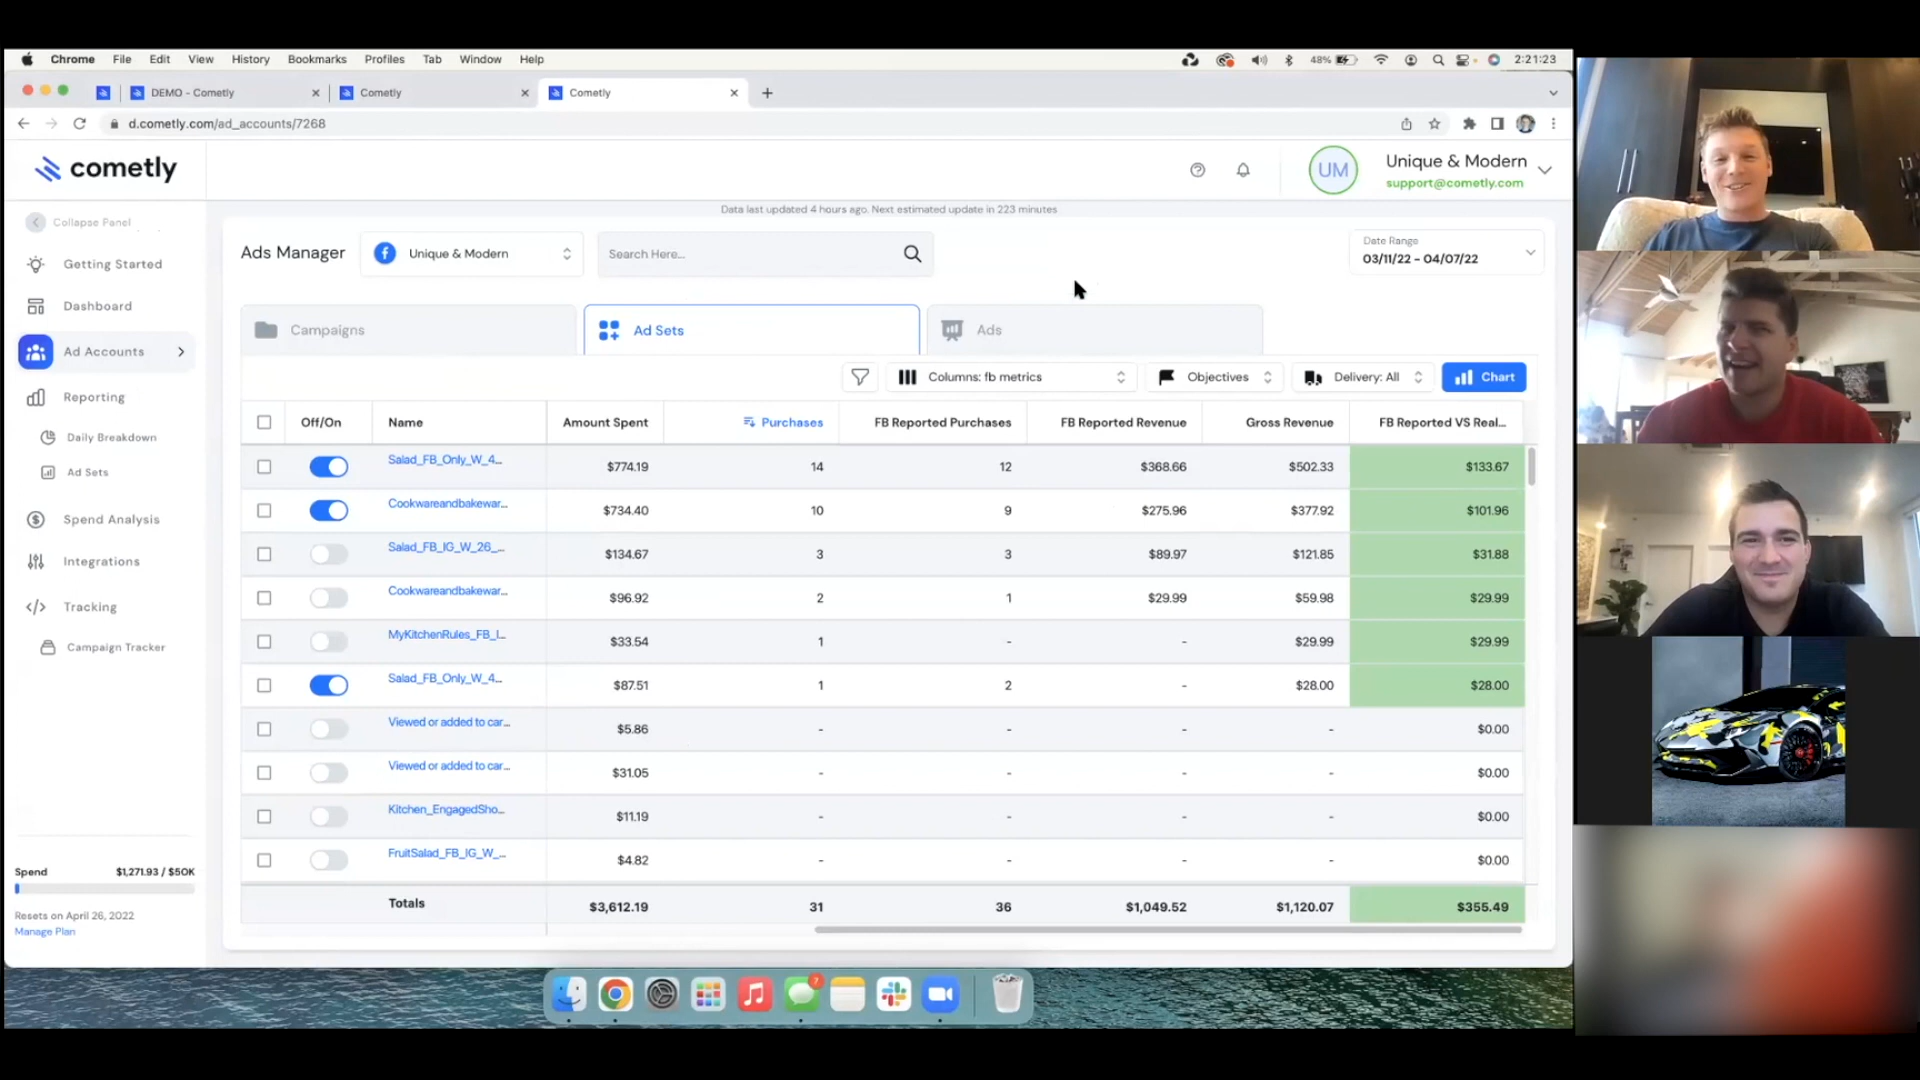 Chrome File Edit View History Bookmarks Profiles Tab Window Help 48% 2:21:23
DEMO - Cometly Cometly Cometly
d.cometly.com/ad_accounts/7268
cometly
UM
Unique & Modern
support@cometly.com
Data last updated 4 hours ago. Next estimated update in 223 minutes
Collapse Panel
Getting Started
Dashboard
Ad Accounts
Reporting
Daily Breakdown
Ad Sets
Spend Analysis
Integrations
Tracking
Campaign Tracker
Spend $1,271.93 / $50K
Resets on April 26, 2022
Manage Plan
Ads Manager Unique & Modern Search Here...
Date Range
03/11/22 - 04/07/22
Campaigns Ad Sets Ads
Columns: fb metrics Objectives Delivery: All Chart
Off/On Name Amount Spent Purchases FB Reported Purchases FB Reported Revenue Gross Revenue FB Reported VS Real...
Salad_FB_Only_W_4... $774.19 14 12 $368.66 $502.33 $133.67
Cookwareandbakewar... $734.40 10 9 $275.96 $377.92 $101.96
Salad_FB_IG_W_26_... $134.67 3 3 $89.97 $121.85 $31.88
Cookwareandbakewar... $96.92 2 1 $29.99 $59.98 $29.99
MyKitchenRules_FB_I... $33.54 1 - - $29.99 $29.99
Salad_FB_Only_W_4... $87.51 1 2 - $28.00 $28.00
Viewed or added to car... $5.86 - - - - $0.00
Viewed or added to car... $31.05 - - - - $0.00
Kitchen_EngagedSho... $11.19 - - - - $0.00
FruitSalad_FB_IG_W_... $4.82 - - - - $0.00
Totals $3,612.19 31 36 $1,049.52 $1,120.07 $355.49
7